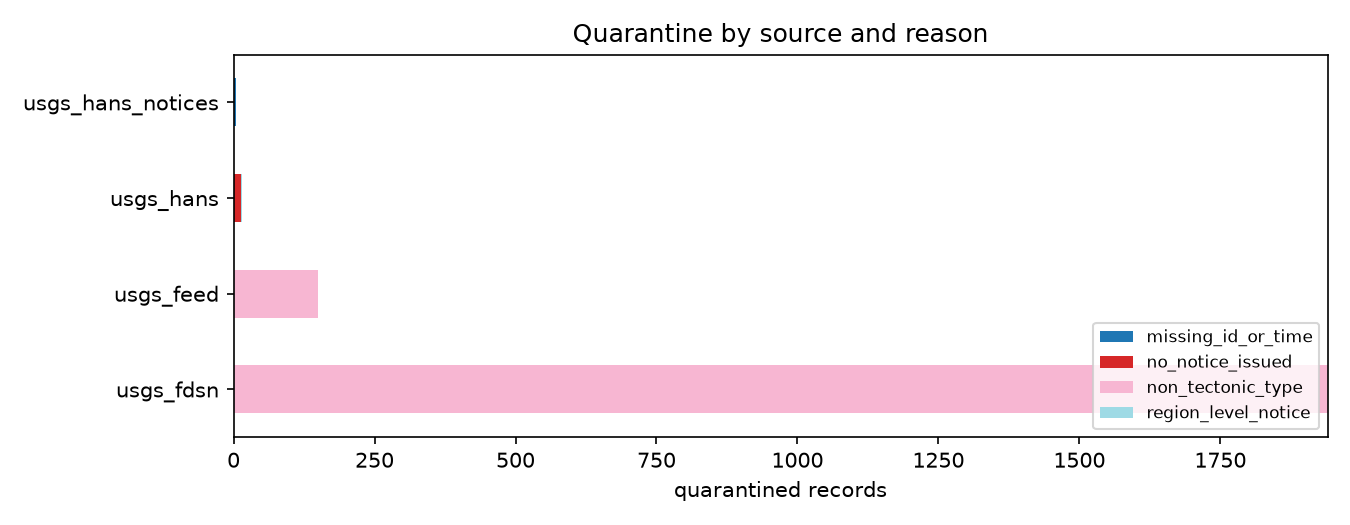 Quarantine by source and reason
usgs_hans_notices
usgs_hans
usgs_feed
usgs_fdsn
missing_id_or_time
no_notice_issued
non_tectonic_type
region_level_notice
0 250 500 750 1000 1250 1500 1750
quarantined records